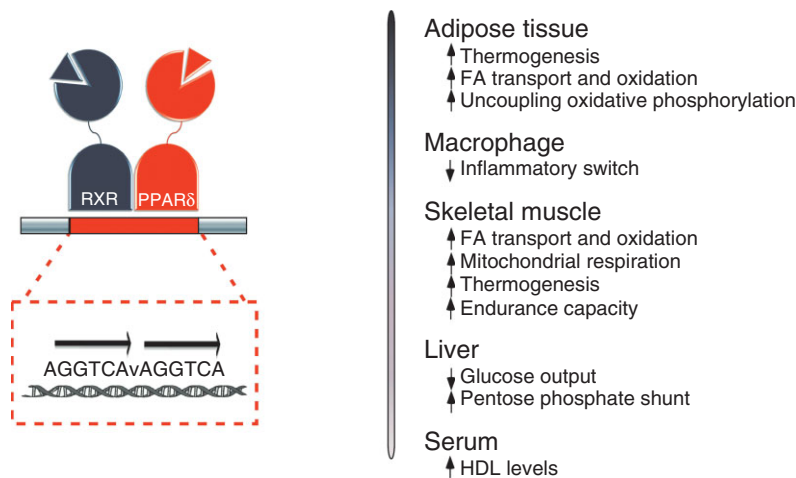 RXR PPARδ
AGGTCAvAGGTCA
Adipose tissue
Thermogenesis
FA transport and oxidation
Uncoupling oxidative phosphorylation
Macrophage
Inflammatory switch
Skeletal muscle
FA transport and oxidation
Mitochondrial respiration
Thermogenesis
Endurance capacity
Liver
Glucose output
Pentose phosphate shunt
Serum
HDL levels